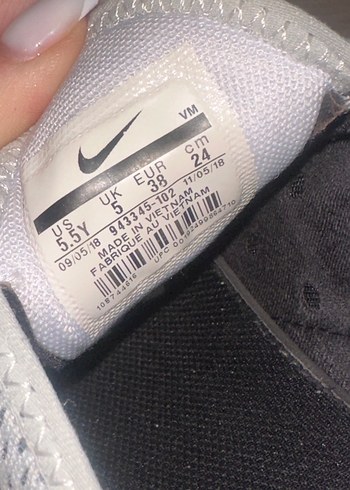 VM
US UK EUR cm
5.5Y 5 38 24
09/05/18 943345-102 11/05/18
MADE IN VIETNAM
FABRIQUE AU VIETNAM